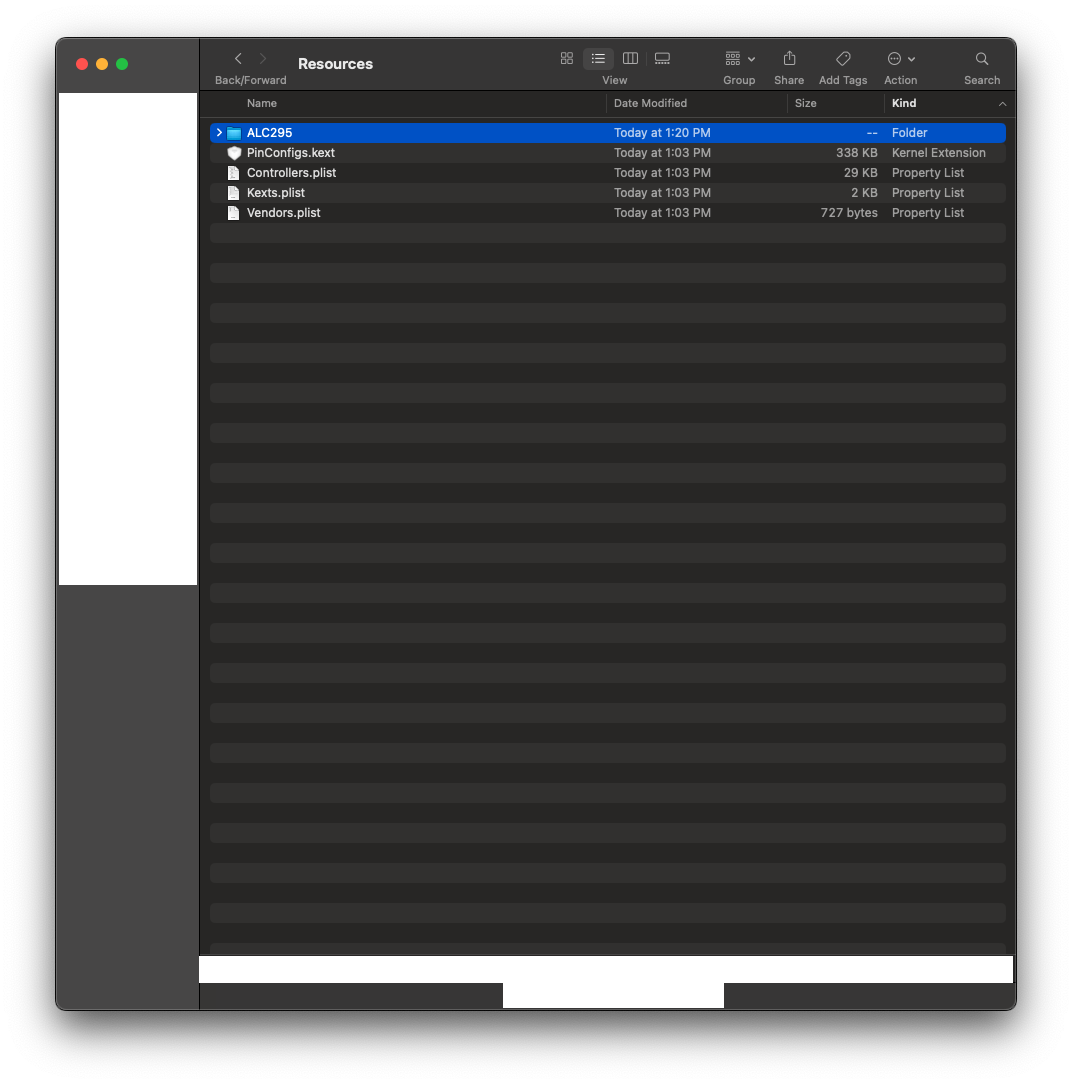 Resources
Back/Forward View Group Share Add Tags Action Search
Name Date Modified Size Kind
ALC295 Today at 1:20 PM -- Folder
PinConfigs.kext Today at 1:03 PM 338 KB Kernel Extension
Controllers.plist Today at 1:03 PM 29 KB Property List
Kexts.plist Today at 1:03 PM 2 KB Property List
Vendors.plist Today at 1:03 PM 727 bytes Property List